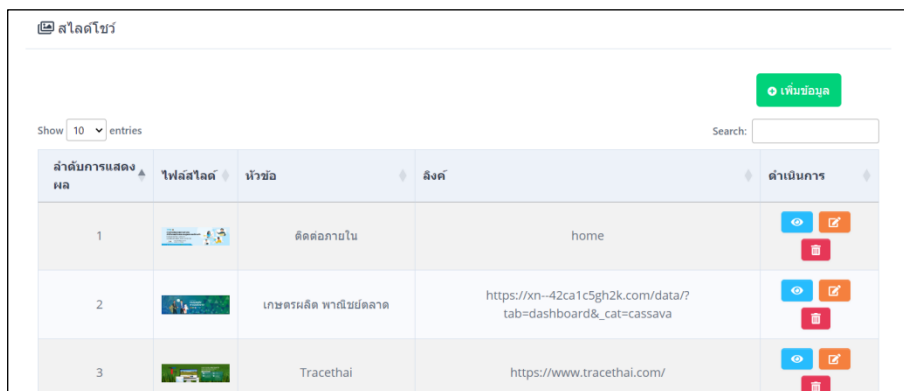 สไลด์โชว์
เพิ่มข้อมูล
Show 10 entries
Search:
ลำดับการแสดง
ผล
ไฟล์สไลด์
หัวข้อ
ลิงค์
ดำเนินการ
1
ติดต่อภายใน
home
2
เกษตรผลิต พาณิชย์ตลาด
https://xn--42ca1c5gh2k.com/data/?
tab=dashboard&_cat=cassava
3
Tracethai
https://www.tracethai.com/